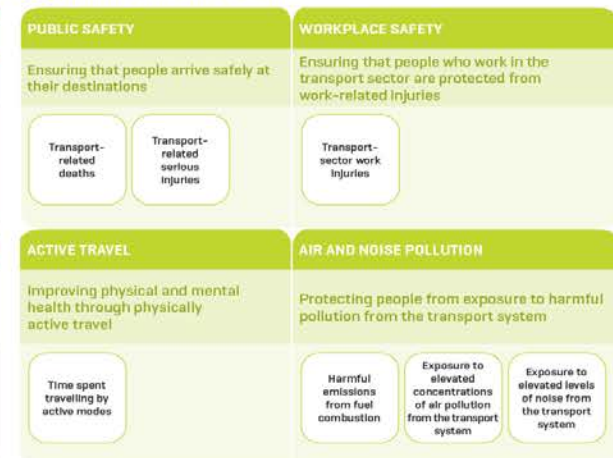 PUBLIC SAFETY
Ensuring that people arrive safely at
their destinations
Transport-
related
deaths
Transport-
related
serious
injuries
WORKPLACE SAFETY
Ensuring that people who work in the
transport sector are protected from
work-related injuries
Transport-
sector work
injuries
ACTIVE TRAVEL
Improving physical and mental
health through physically
active travel
Time spent
travelling by
active modes
AIR AND NOISE POLLUTION
Protecting people from exposure to harmful
pollution from the transport system
Harmful
emissions
from fuel
combustion
Exposure to
elevated
concentrations
of air pollution
from the transport
system
Exposure to
elevated levels
of noise from
the transport
system